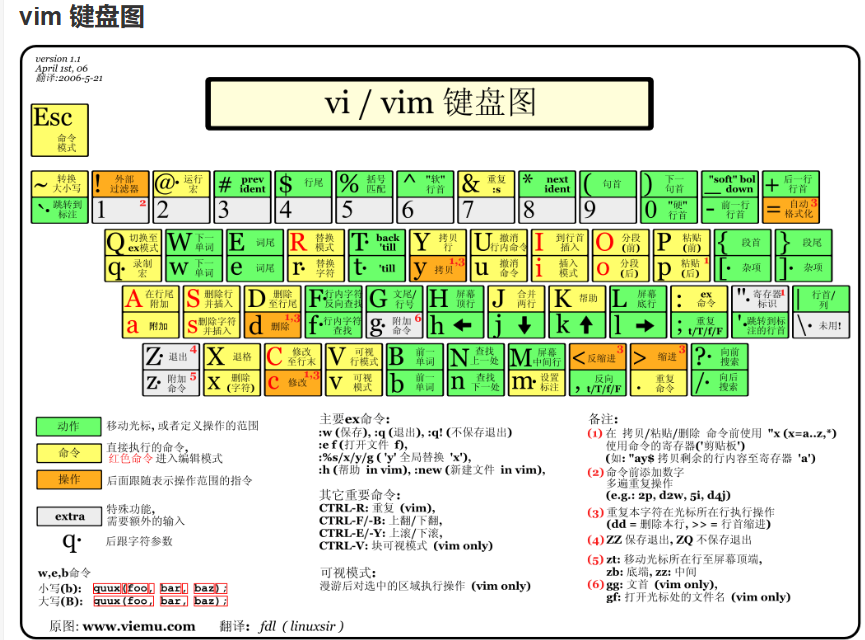 vim 键盘图
version 1.1
April 1st, 06
翻译:2006-5-21
vi / vim 键盘图
Esc 命令模式
~ 转换大小写
! 外部过滤器
@· 运行宏
# prev ident
$ 行尾
% 括号匹配
^ "软"行首
& 重复 :s
* next ident
( 句首
) 下一句首
"soft" bol down
+ 后一行行首
`· 跳转到标注
1 2
2
3
4
5
6
7
8
9
0 "硬"行首
- 前一行行首
= 自动格式化 3
Q 切换至ex模式
W 下一单词
E 词尾
R 替换模式
T· back 'till
Y 拷贝行
U 撤消行内命令
I 到行首插入
O 分段(前)
P 粘贴(前)
{ 段首
} 段尾
q· 录制宏
w 下一单词
e 词尾
r· 替换字符
t· 'till
y 拷贝 1,3
u 撤消命令
i 插入模式
o 分段(后)
p 粘贴(后) 1
[· 杂项
]· 杂项
A 在行尾附加
S 删除行并插入
D 删除至行尾
F· 行内字符反向查找
G 文尾/行号
H 屏幕顶行
J 合并两行
K 帮助
L 屏幕底行
: ex 命令
"· 寄存器标识 1
| 行首/列
a 附加
s 删除字符并插入
d 删除 1,3
f· 行内字符查找
g· 附加命令 6
h ←
j ↓
k ↑
l →
; 重复 t/T/f/F
'· 跳转到标注的行首
\· 未用!
Z· 退出 4
X 退格
C 修改至行末
V 可视行模式
B 前一单词
N 查找上一处
M 屏幕中间行
< 反缩进 3
> 缩进 3
?· 向前搜索
z· 附加命令 5
x 删除(字符)
c 修改 1,3
v 可视模式
b 前一单词
n 查找下一处
m· 设置标注
, 反向 t/T/f/F
. 重复命令
/· 向后搜索
动作 移动光标, 或者定义操作的范围
命令 直接执行的命令,
红色命令 进入编辑模式
操作 后面跟随表示操作范围的指令
extra 特殊功能,
需要额外的输入
q· 后跟字符参数
w,e,b命令
小写(b): quux(foo, bar, baz);
大写(B): quux(foo, bar, baz);
原图: www.viemu.com 翻译: fdl ( linuxsir )
主要ex命令:
:w (保存), :q (退出), :q! (不保存退出)
:e f (打开文件 f),
:%s/x/y/g ( 'y' 全局替换 'x'),
:h (帮助 in vim), :new (新建文件 in vim),
其它重要命令:
CTRL-R: 重复 (vim),
CTRL-F/-B: 上翻/下翻,
CTRL-E/-Y: 上滚/下滚,
CTRL-V: 块可视模式 (vim only)
可视模式:
漫游后对选中的区域执行操作 (vim only)
备注:
(1) 在 拷贝/粘贴/删除 命令前使用 "x (x=a..z,*)
使用命令的寄存器('剪贴板')
(如: "ay$ 拷贝剩余的行内容至寄存器 'a')
(2) 命令前添加数字
多遍重复操作
(e.g.: 2p, d2w, 5i, d4j)
(3) 重复本字符在光标所在行执行操作
(dd = 删除本行, >> = 行首缩进)
(4) ZZ 保存退出, ZQ 不保存退出
(5) zt: 移动光标所在行至屏幕顶端,
zb: 底端, zz: 中间
(6) gg: 文首 (vim only),
gf: 打开光标处的文件名 (vim only)